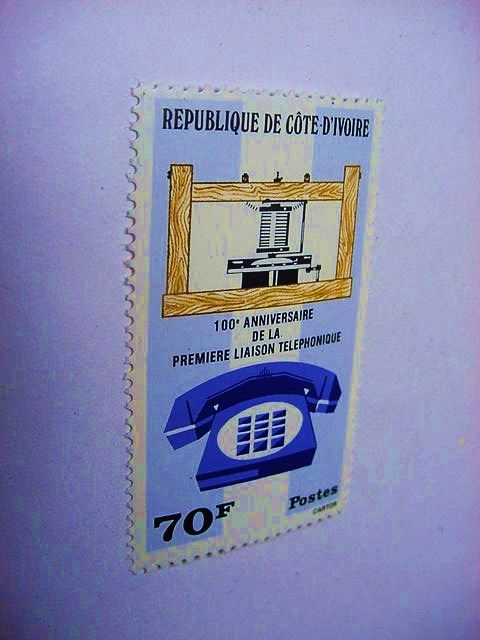 REPUBLIQUE DE CÔTE-D'IVOIRE
100e ANNIVERSAIRE
DE LA
PREMIERE LIAISON TELEPHONIQUE
70F
Postes
CARTOR